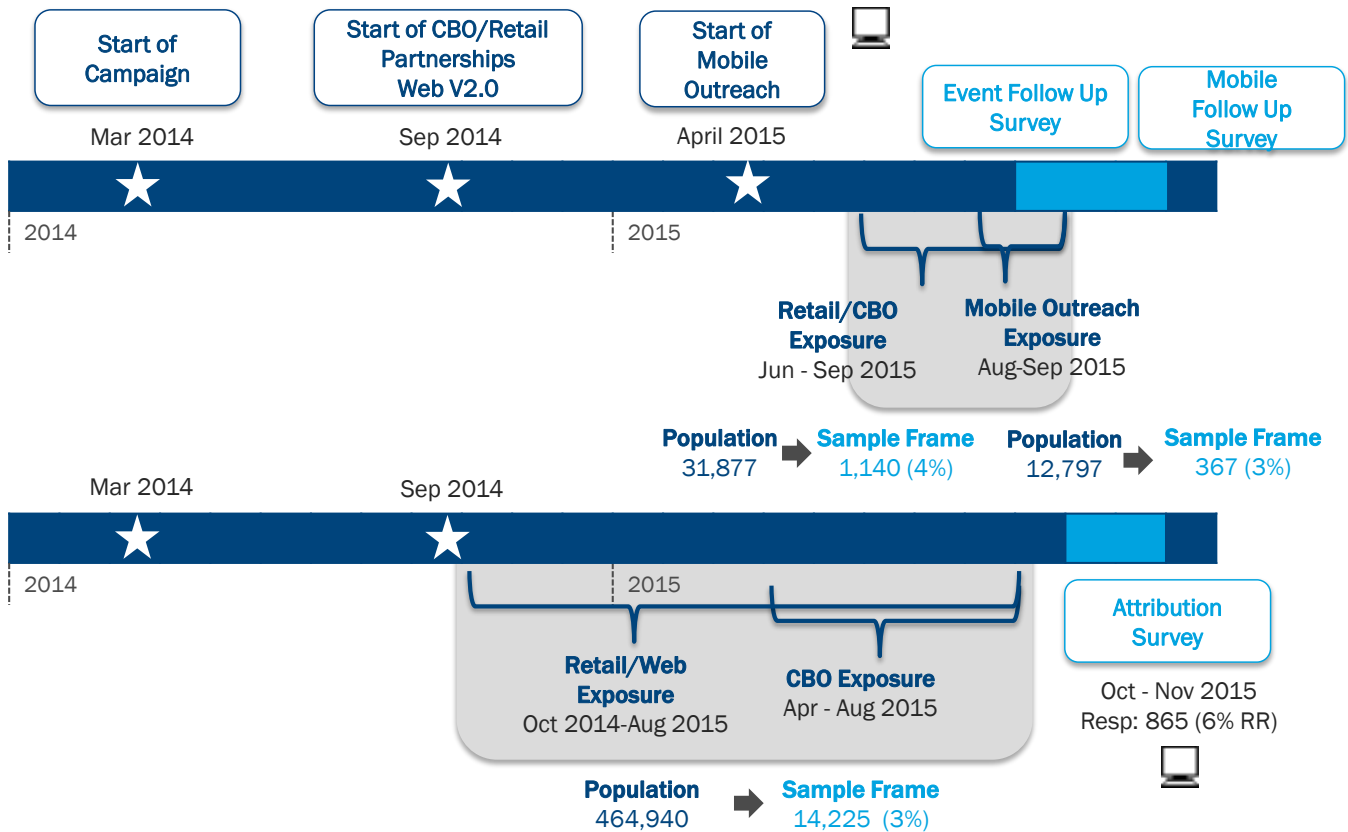 Start of
Campaign
Start of CBO/Retail
Partnerships
Web V2.0
Start of
Mobile
Outreach
Event Follow Up
Survey
Mobile
Follow Up
Survey
Mar 2014
Sep 2014
April 2015
2014
2015
Retail/CBO
Exposure
Jun - Sep 2015
Mobile Outreach
Exposure
Aug-Sep 2015
Population
31,877
Sample Frame
1,140 (4%)
Population
12,797
Sample Frame
367 (3%)
Mar 2014
Sep 2014
2014
2015
Retail/Web
Exposure
Oct 2014-Aug 2015
CBO Exposure
Apr - Aug 2015
Attribution
Survey
Oct - Nov 2015
Resp: 865 (6% RR)
Population
464,940
Sample Frame
14,225 (3%)